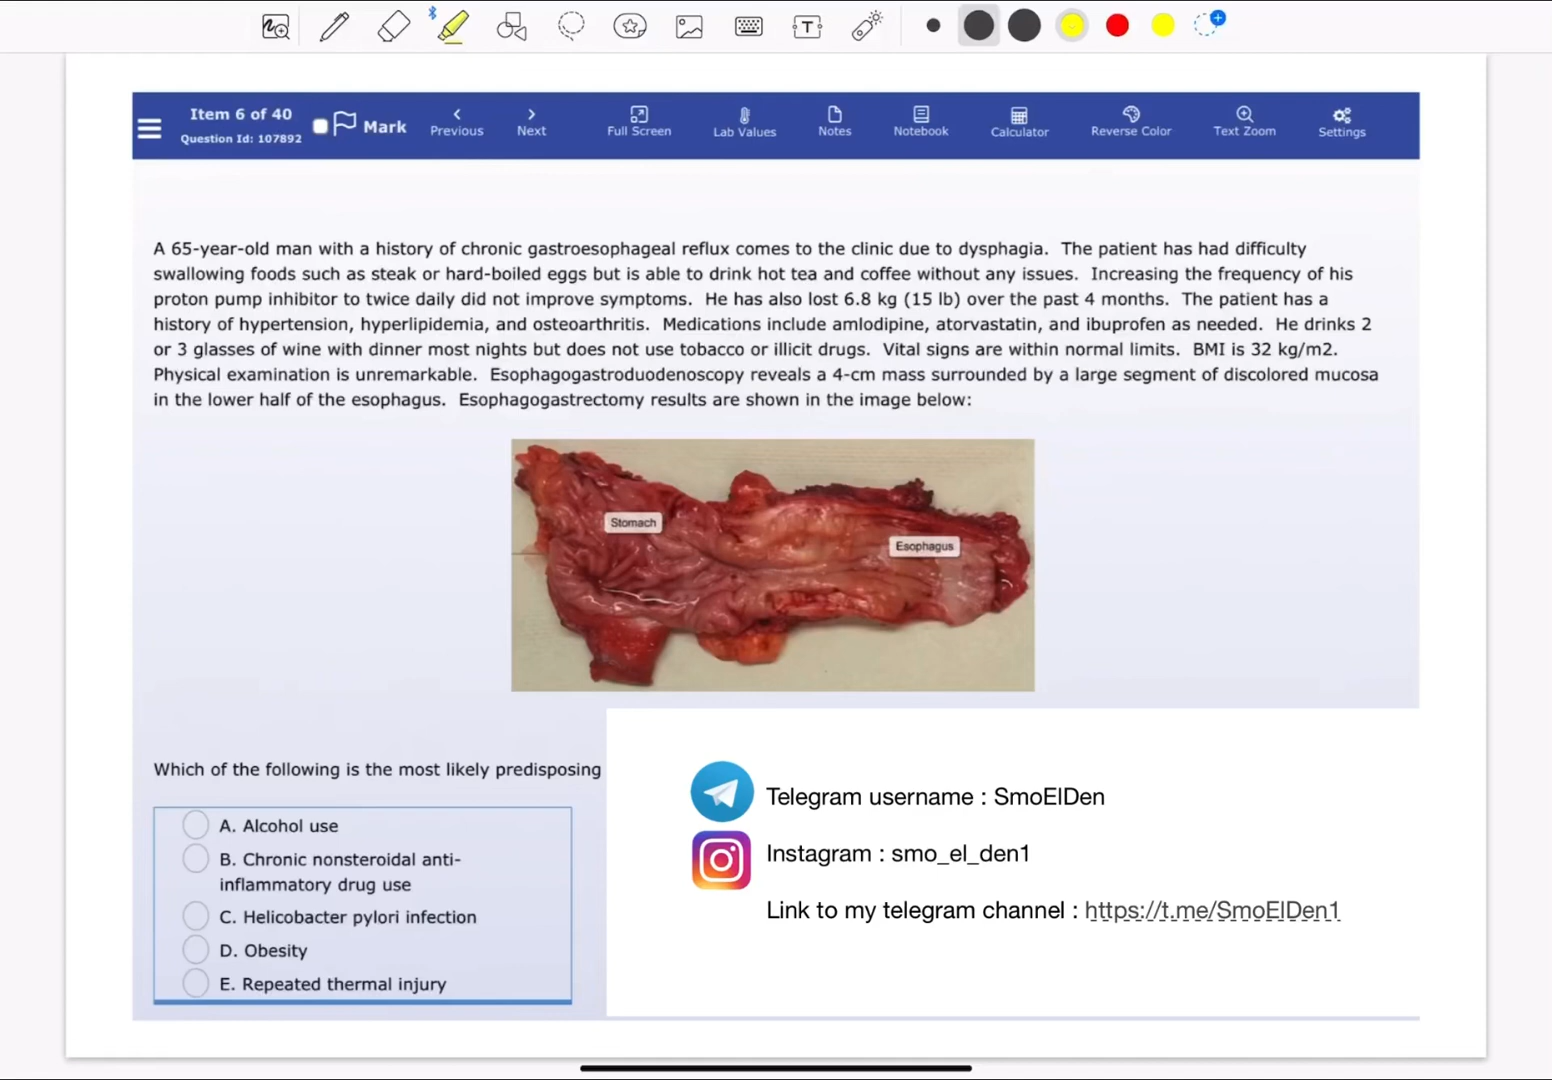 T
Item 6 of 40
Question Id: 107892
Mark
Previous
Next
Full Screen
Lab Values
Notes
Notebook
Calculator
Reverse Color
Text Zoom
Settings
A 65-year-old man with a history of chronic gastroesophageal reflux comes to the clinic due to dysphagia. The patient has had difficulty
swallowing foods such as steak or hard-boiled eggs but is able to drink hot tea and coffee without any issues. Increasing the frequency of his
proton pump inhibitor to twice daily did not improve symptoms. He has also lost 6.8 kg (15 lb) over the past 4 months. The patient has a
history of hypertension, hyperlipidemia, and osteoarthritis. Medications include amlodipine, atorvastatin, and ibuprofen as needed. He drinks 2
or 3 glasses of wine with dinner most nights but does not use tobacco or illicit drugs. Vital signs are within normal limits. BMI is 32 kg/m2.
Physical examination is unremarkable. Esophagogastroduodenoscopy reveals a 4-cm mass surrounded by a large segment of discolored mucosa
in the lower half of the esophagus. Esophagogastrectomy results are shown in the image below:
Stomach
Esophagus
Which of the following is the most likely predisposing
A. Alcohol use
B. Chronic nonsteroidal anti-
inflammatory drug use
C. Helicobacter pylori infection
D. Obesity
E. Repeated thermal injury
Telegram username : SmoElDen
Instagram : smo_el_den1
Link to my telegram channel : https://t.me/SmoElDen1